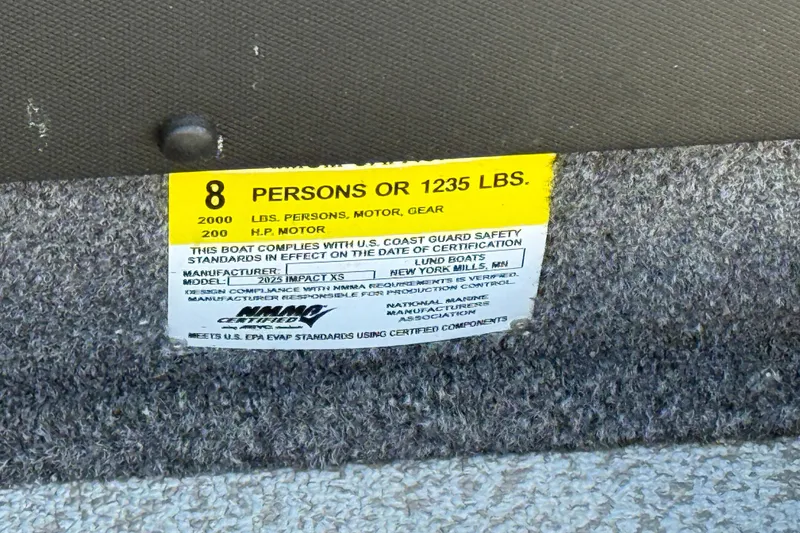 8 PERSONS OR 1235 LBS.
2000 LBS. PERSONS, MOTOR, GEAR
200 H.P. MOTOR
THIS BOAT COMPLIES WITH U.S. COAST GUARD SAFETY
STANDARDS IN EFFECT ON THE DATE OF CERTIFICATION
MANUFACTURER: LUND BOATS
MODEL: 2025 IMPACT XS NEW YORK MILLS, MN
DESIGN COMPLIANCE WITH NMMA REQUIREMENTS IS VERIFIED.
MANUFACTURER RESPONSIBLE FOR PRODUCTION CONTROL.
NMMA
CERTIFIED
using ABYC standards
NATIONAL MARINE
MANUFACTURERS
ASSOCIATION
MEETS U.S. EPA EVAP STANDARDS USING CERTIFIED COMPONENTS